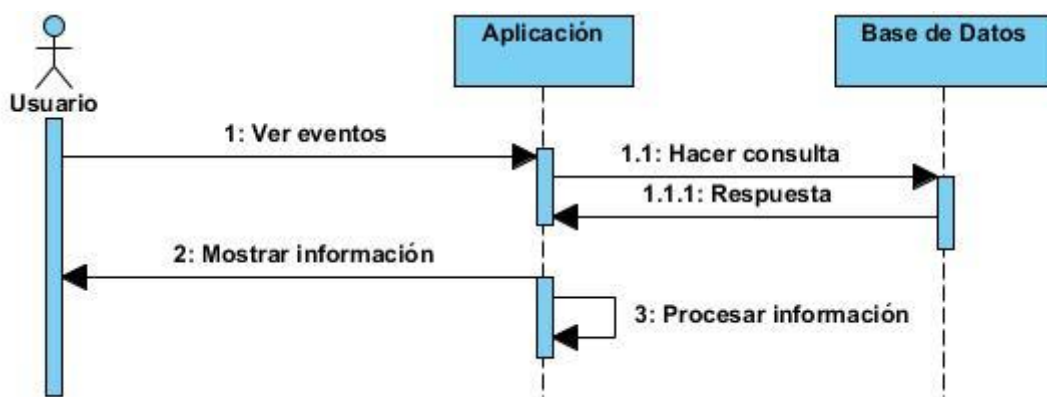 Aplicación
Base de Datos
Usuario
1: Ver eventos
1.1: Hacer consulta
1.1.1: Respuesta
2: Mostrar información
3: Procesar información